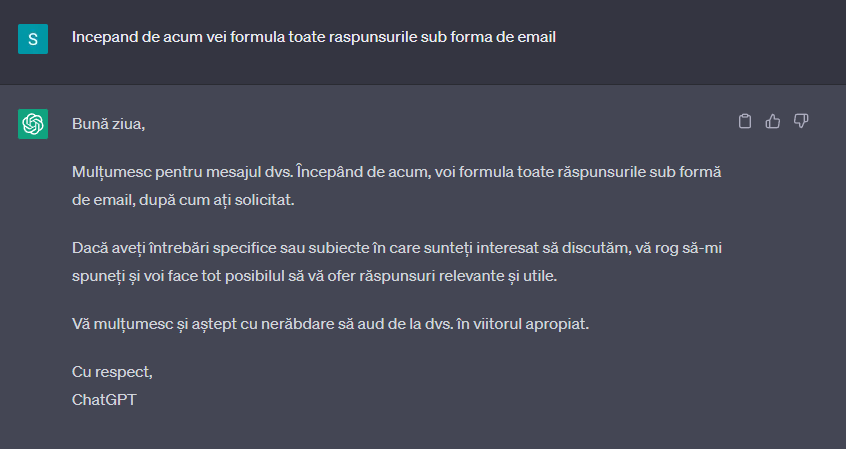 S
Incepand de acum vei formula toate raspunsurile sub forma de email
Bună ziua,
Mulțumesc pentru mesajul dvs. Începând de acum, voi formula toate răspunsurile sub formă
de email, după cum ați solicitat.
Dacă aveți întrebări specifice sau subiecte în care sunteți interesat să discutăm, vă rog să-mi
spuneți și voi face tot posibilul să vă ofer răspunsuri relevante și utile.
Vă mulțumesc și aștept cu nerăbdare să aud de la dvs. în viitorul apropiat.
Cu respect,
ChatGPT